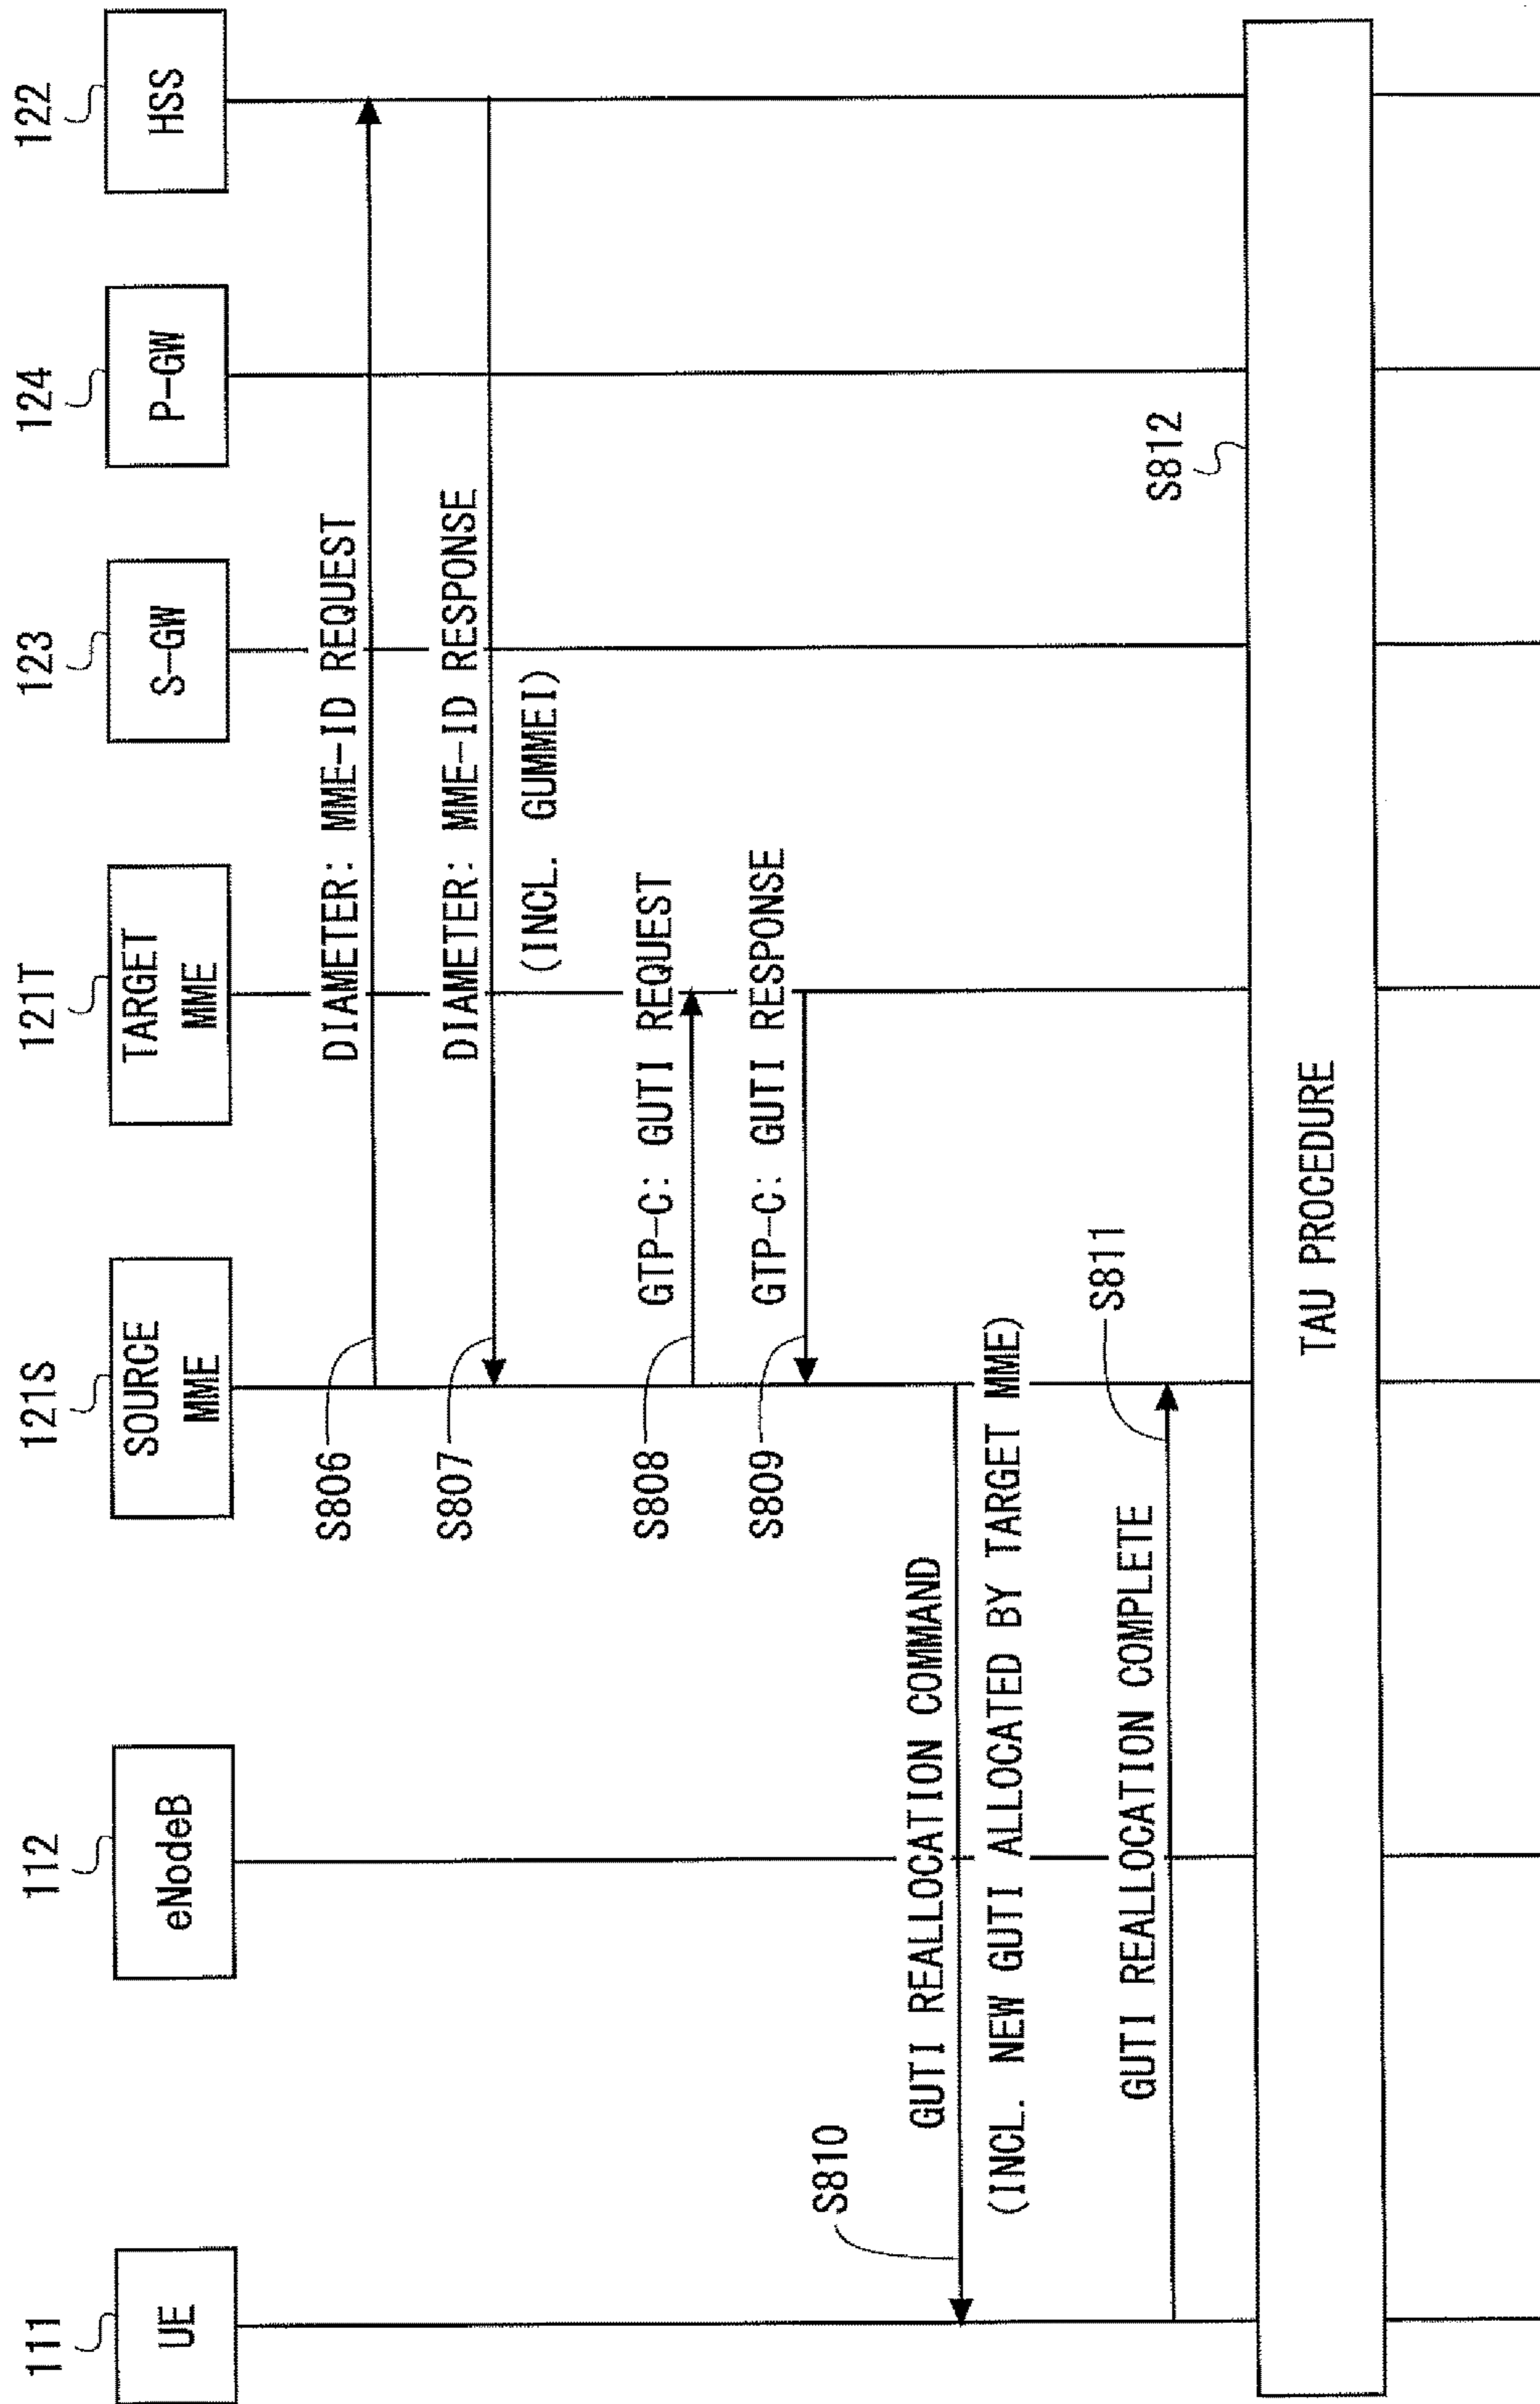 111
UE
112
eNodeB
121S
SOURCE
MME
121T
TARGET
MME
123
S-GW
124
P-GW
122
HSS
S806
DIAMETER: MME-ID REQUEST
S807
DIAMETER: MME-ID RESPONSE
(INCL. GUMMEI)
S808
GTP-C: GUTI REQUEST
S809
GTP-C: GUTI RESPONSE
S810
GUTI REALLOCATION COMMAND
(INCL. NEW GUTI ALLOCATED BY TARGET MME)
GUTI REALLOCATION COMPLETE
S811
S812
TAU PROCEDURE